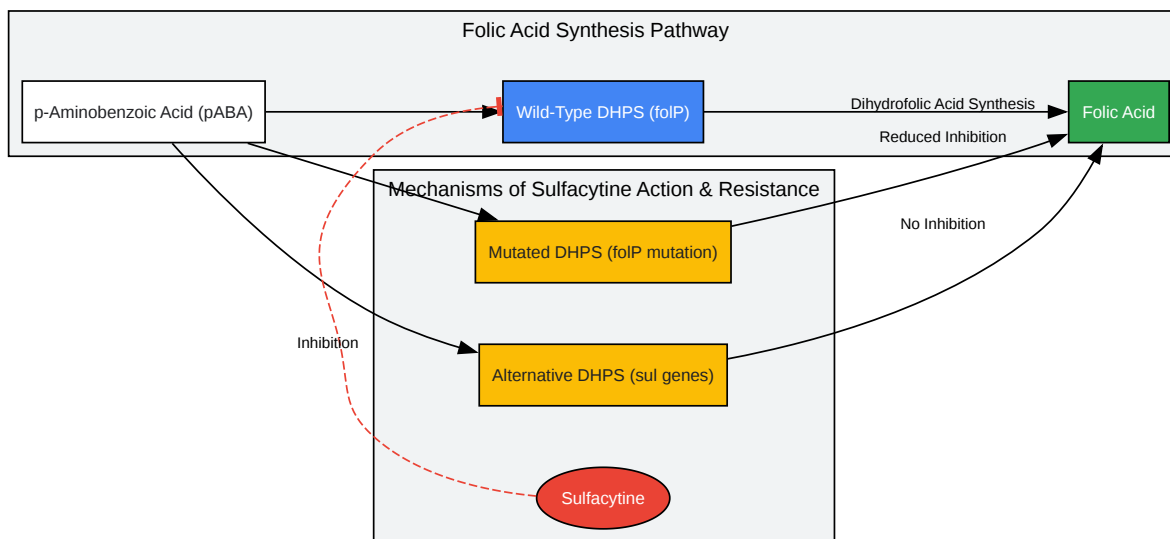 Folic Acid Synthesis Pathway
p-Aminobenzoic Acid (pABA)
Wild-Type DHPS (folP)
Dihydrofolic Acid Synthesis
Folic Acid
Reduced Inhibition
Mechanisms of Sulfacytine Action & Resistance
Mutated DHPS (folP mutation)
No Inhibition
Inhibition
Alternative DHPS (sul genes)
Sulfacytine